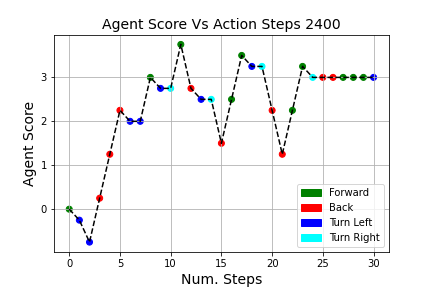 Agent Score Vs Action Steps 2400
Agent Score
3
2
1
0
Forward
Back
Turn Left
Turn Right
0 5 10 15 20 25 30
Num. Steps